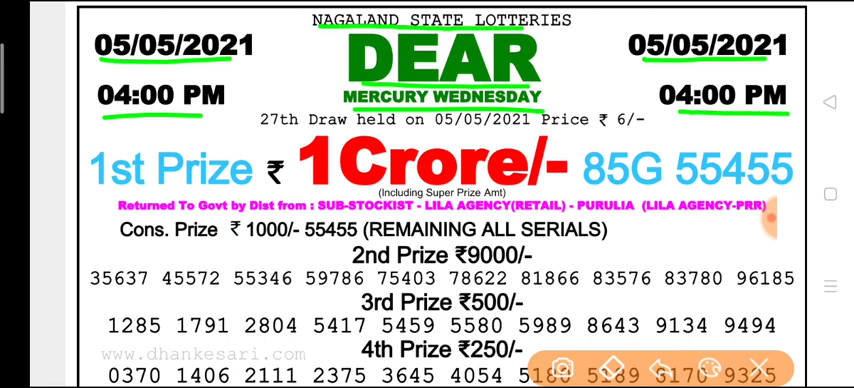 NAGALAND STATE LOTTERIES
05/05/2021 DEAR 05/05/2021
04:00 PM MERCURY WEDNESDAY 04:00 PM
27th Draw held on 05/05/2021 Price ₹ 6/-
1st Prize ₹ 1Crore/- 85G 55455
(Including Super Prize Amt)
Returned To Govt by Dist from : SUB-STOCKIST - LILA AGENCY(RETAIL) - PURULIA (LILA AGENCY-PRR)
Cons. Prize ₹ 1000/- 55455 (REMAINING ALL SERIALS)
2nd Prize ₹9000/-
35637 45572 55346 59786 75403 78622 81866 83576 83780 96185
3rd Prize ₹500/-
1285 1791 2804 5417 5459 5580 5989 8643 9134 9494
www.dhankesari.com
4th Prize ₹250/-
0370 1406 2111 2375 3645 4054 5180 5189 9325